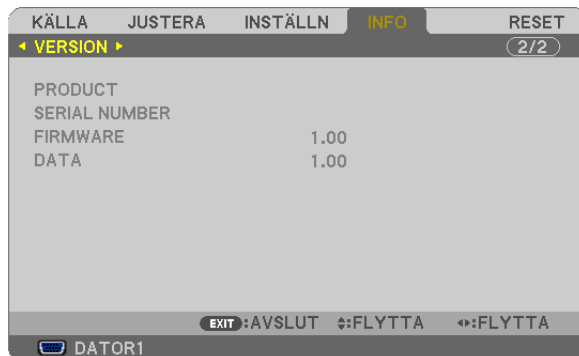 KÄLLA JUSTERA INSTÄLLN INFO RESET
VERSION 2/2
PRODUCT
SERIAL NUMBER
FIRMWARE 1.00
DATA 1.00
EXIT :AVSLUT :FLYTTA :FLYTTA
DATOR1